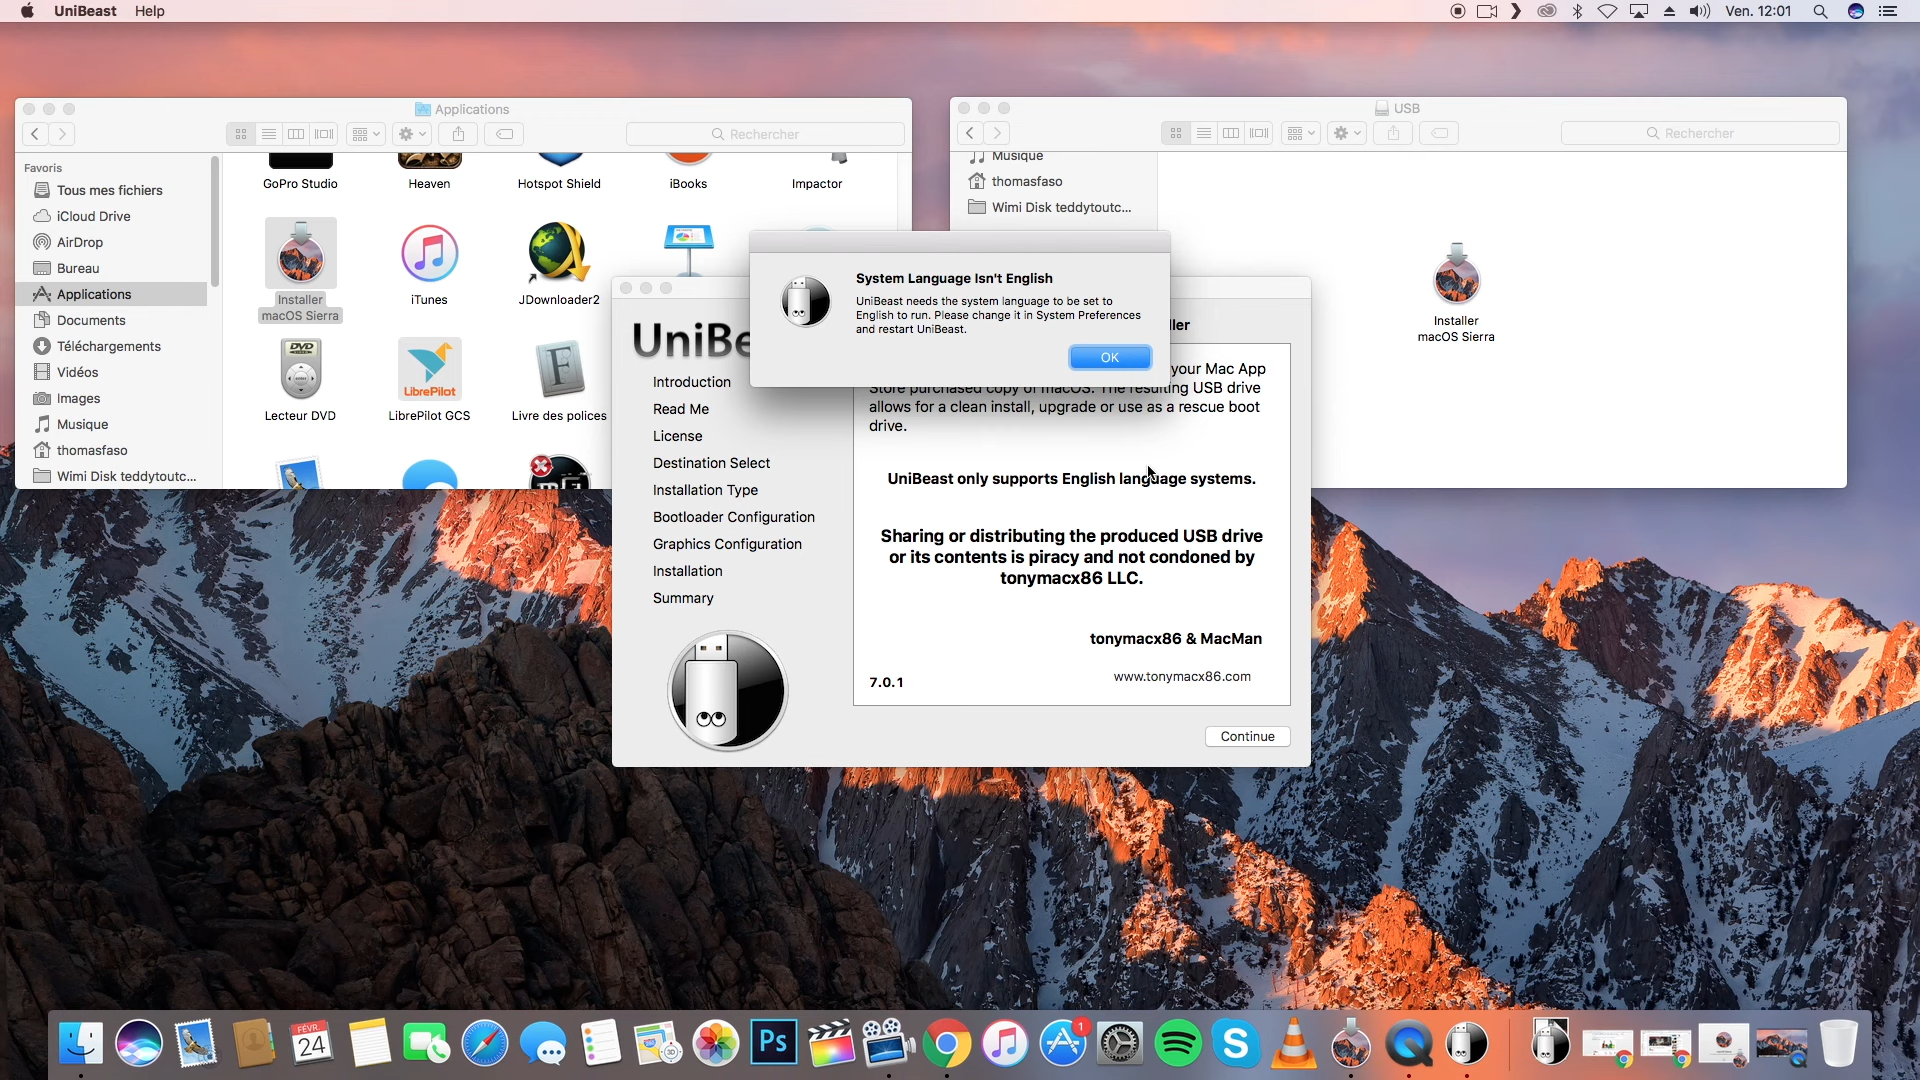 UniBeast Help
Ven. 12:01
Applications
Rechercher
Favoris
Tous mes fichiers
iCloud Drive
AirDrop
Bureau
Applications
Documents
Téléchargements
Vidéos
Images
Musique
thomasfaso
Wimi Disk teddytoutc...
GoPro Studio
Heaven
Hotspot Shield
iBooks
Impactor
Installer
macOS Sierra
iTunes
JDownloader2
DVD
Lecteur DVD
LibrePilot
LibrePilot GCS
F
Livre des polices
USB
Rechercher
Musique
thomasfaso
Wimi Disk teddytoutc...
Installer
macOS Sierra
System Language Isn't English
UniBeast needs the system language to be set to
English to run. Please change it in System Preferences
and restart UniBeast.
OK
UniBe
ller
Introduction
Read Me
License
Destination Select
Installation Type
Bootloader Configuration
Graphics Configuration
Installation
Summary
your Mac App
Store purchased copy of macOS. The resulting USB drive
allows for a clean install, upgrade or use as a rescue boot
drive.
UniBeast only supports English language systems.
Sharing or distributing the produced USB drive
or its contents is piracy and not condoned by
tonymacx86 LLC.
tonymacx86 & MacMan
www.tonymacx86.com
7.0.1
Continue
FÉVR.
24
3D
Ps
1
S